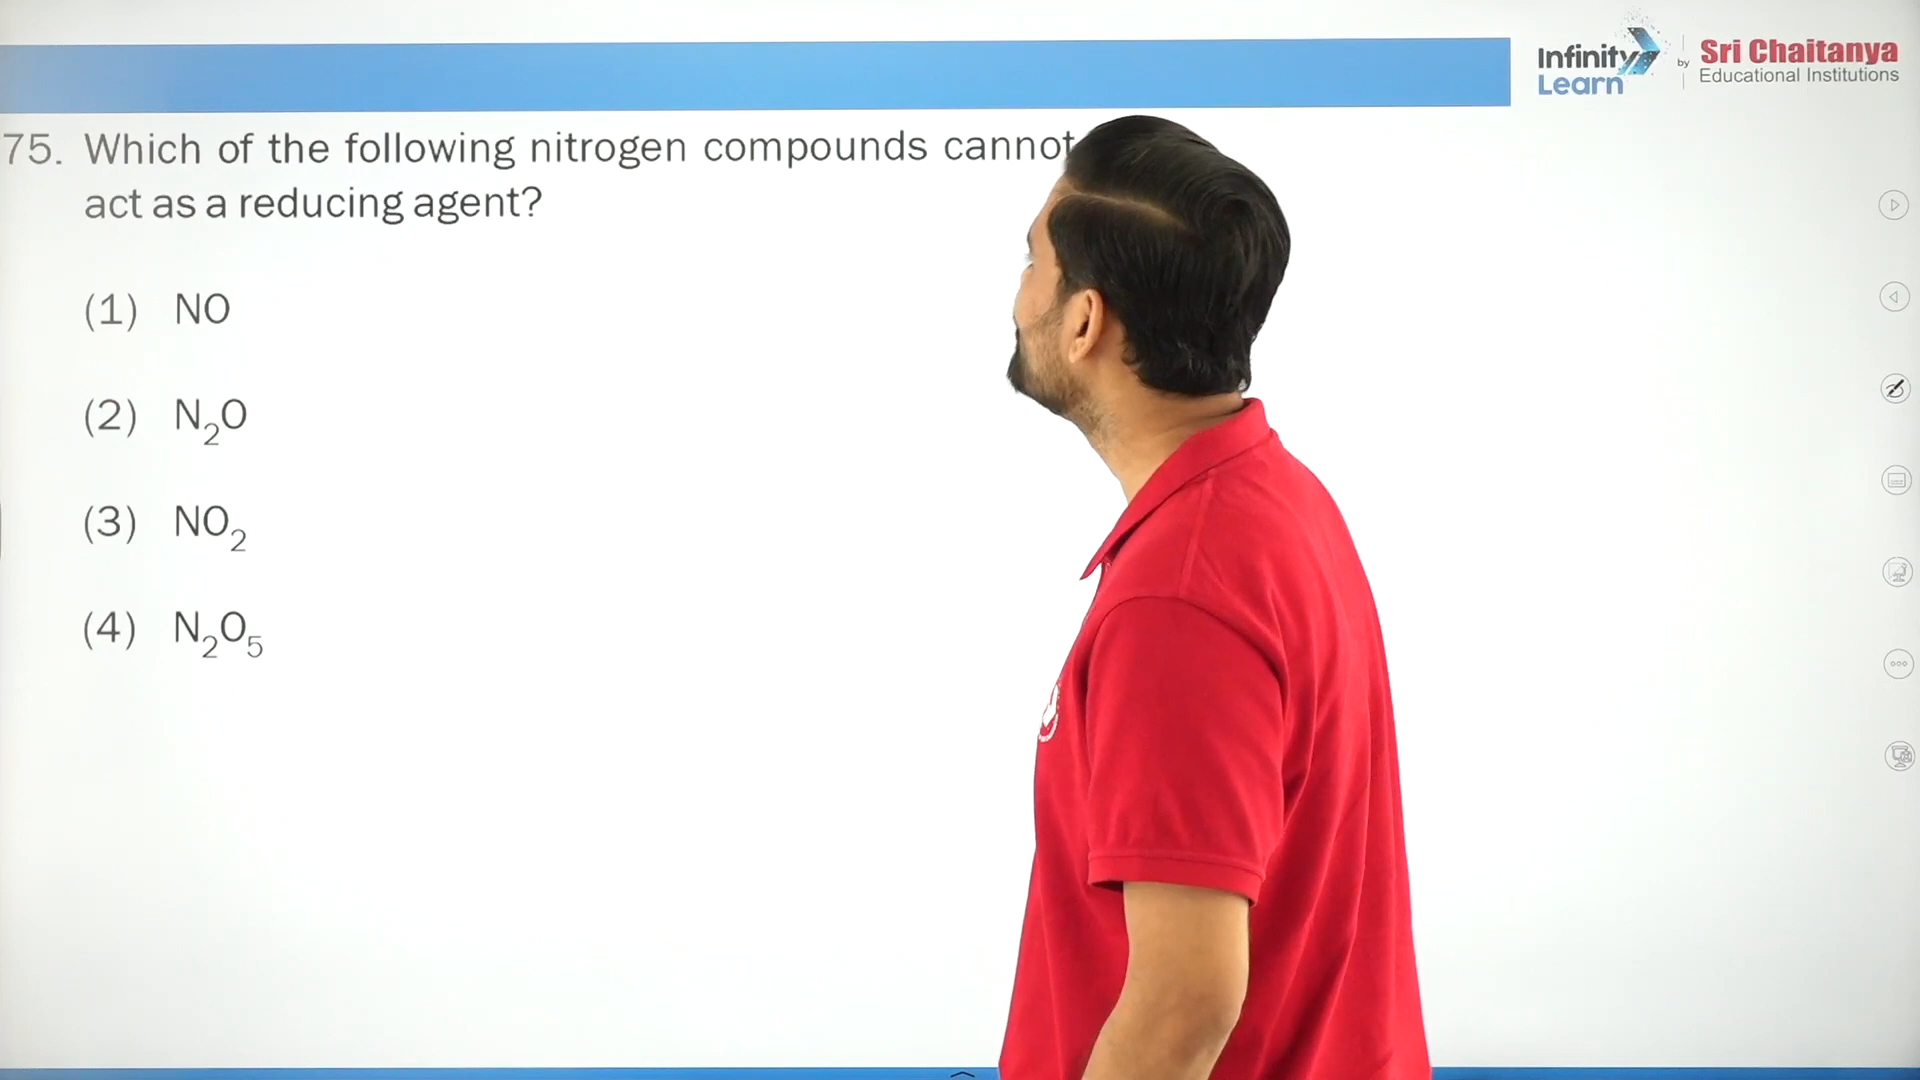 Infinity Learn by Sri Chaitanya Educational Institutions
75. Which of the following nitrogen compounds cannot
act as a reducing agent?
(1) NO
(2) N₂O
(3) NO₂
(4) N₂O₅